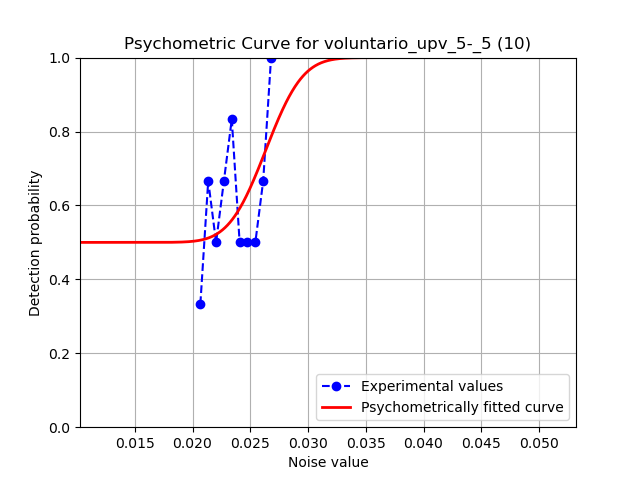 Psychometric Curve for voluntario_upv_5-_5 (10)
1.0
0.8
0.6
0.4
0.2
0.0
Detection probability
Experimental values
Psychometrically fitted curve
0.015 0.020 0.025 0.030 0.035 0.040 0.045 0.050
Noise value